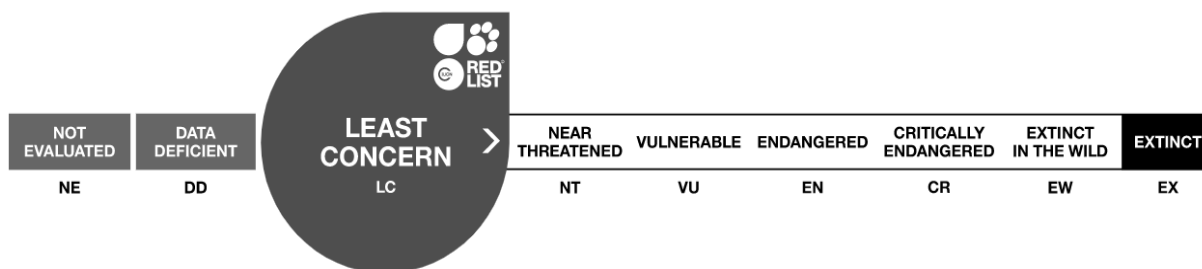 RED
LIST
IUCN
NOT
EVALUATED
DATA
DEFICIENT
LEAST
CONCERN
NEAR
THREATENED
VULNERABLE
ENDANGERED
CRITICALLY
ENDANGERED
EXTINCT
IN THE WILD
EXTINCT
NE
DD
LC
NT
VU
EN
CR
EW
EX